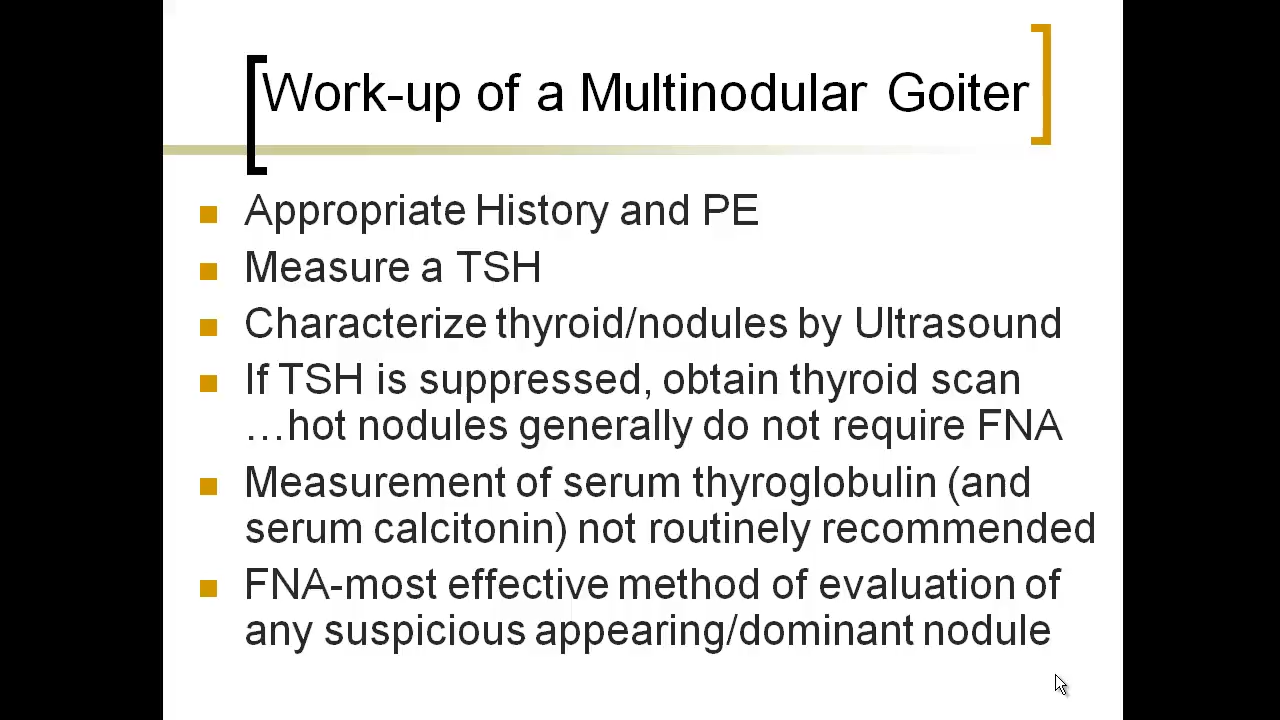 Work-up of a Multinodular Goiter
Appropriate History and PE
Measure a TSH
Characterize thyroid/nodules by Ultrasound
If TSH is suppressed, obtain thyroid scan
…hot nodules generally do not require FNA
Measurement of serum thyroglobulin (and
serum calcitonin) not routinely recommended
FNA-most effective method of evaluation of
any suspicious appearing/dominant nodule